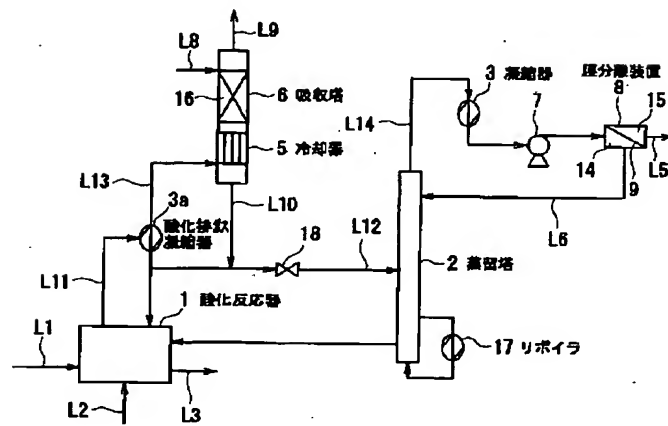 L9
L8
16
6 吸収塔
5 冷却器
L13
3a
酸化排ガス
凝縮器
L10
L11
18
L12
1 酸化反応器
L1
L2
L3
3 凝縮器
膜分離装置
8
15
7
L14
14
9
L5
L6
2 蒸留塔
17 リボイラ